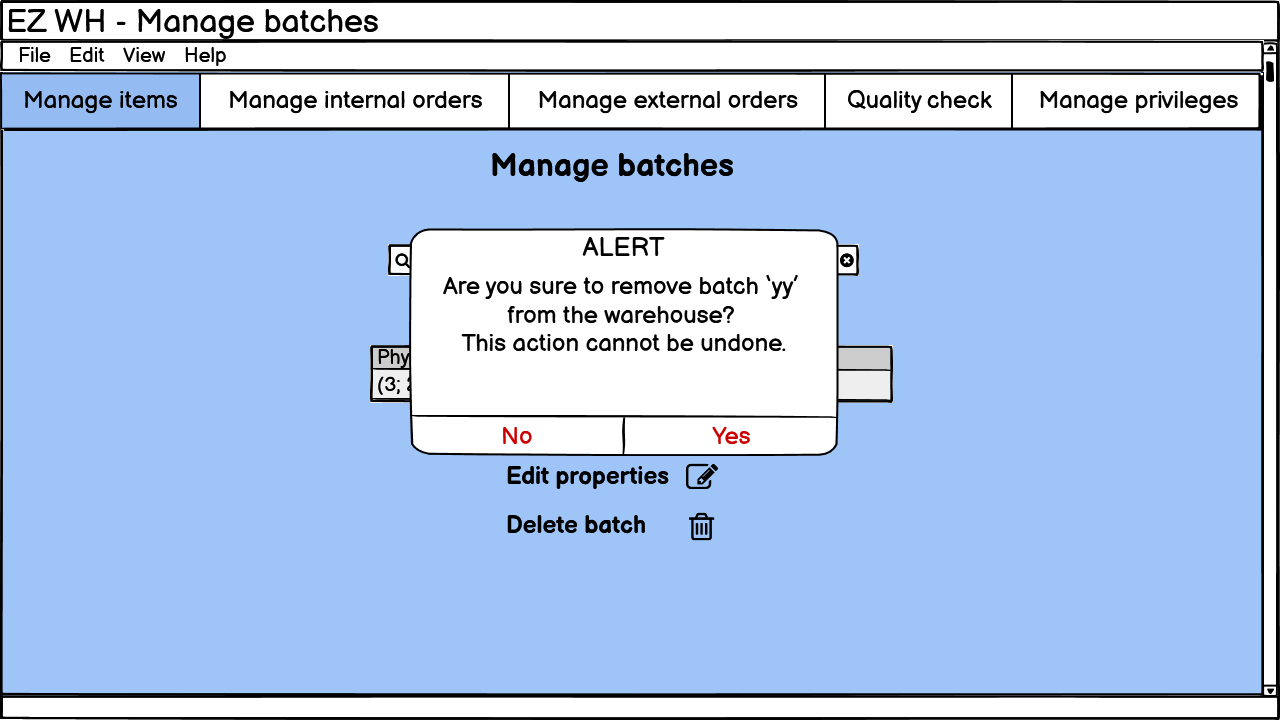 EZ WH - Manage batches
File Edit View Help
Manage items Manage internal orders Manage external orders Quality check Manage privileges
Manage batches
ALERT
Are you sure to remove batch ‘yy’
from the warehouse?
This action cannot be undone.
Phy
(3;
No Yes
Edit properties
Delete batch